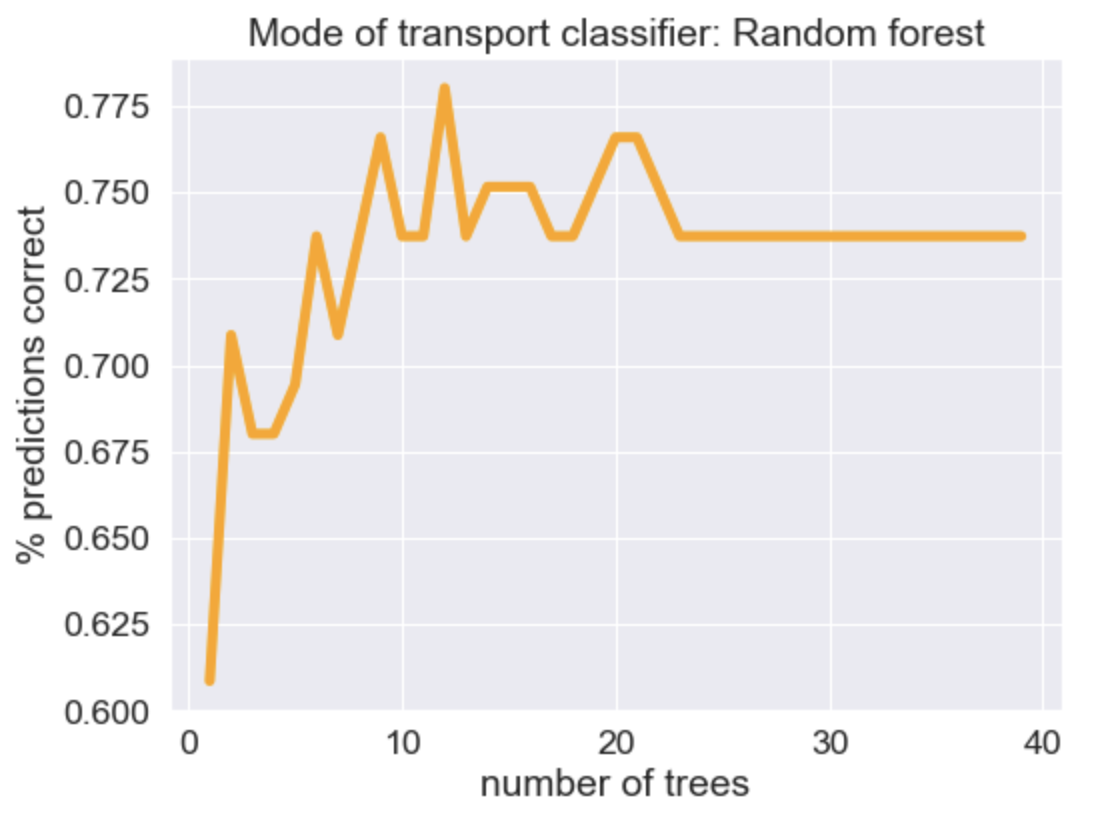 Mode of transport classifier: Random forest
% predictions correct
0.775
0.750
0.725
0.700
0.675
0.650
0.625
0.600
0 10 20 30 40
number of trees